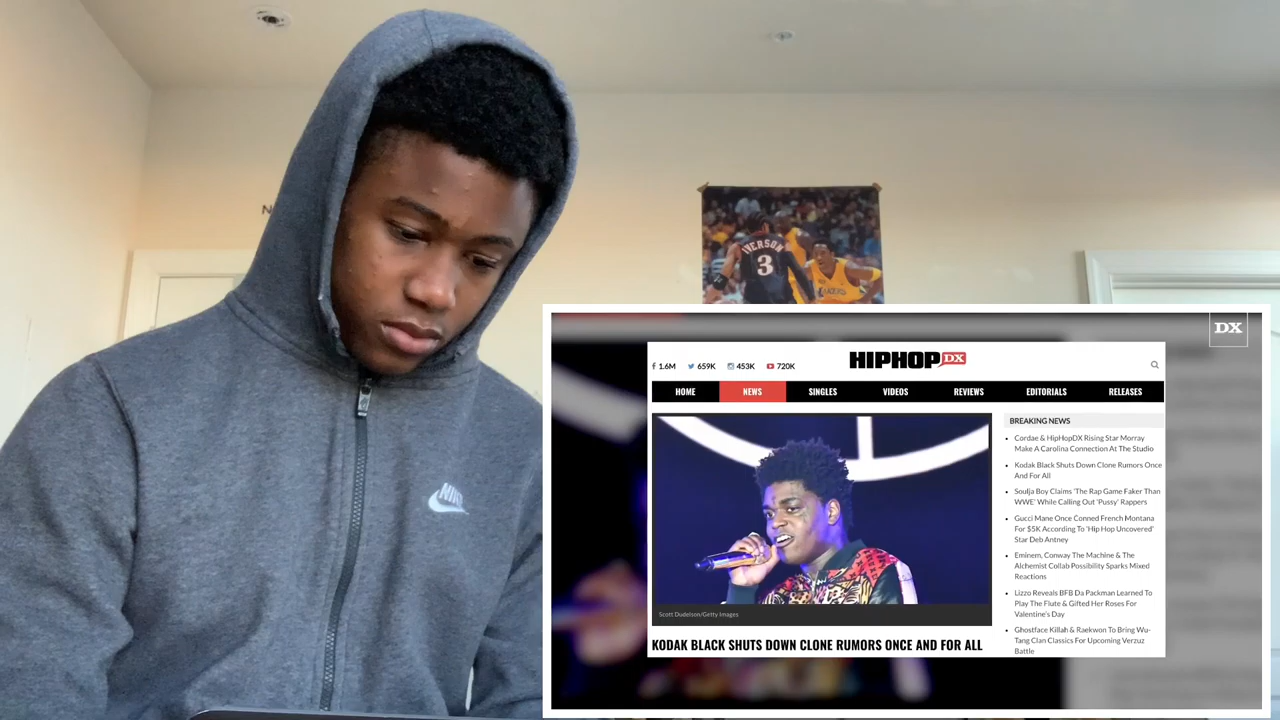 N
IVERSON
3
LAKERS
NIKE
DX
1.6M
659K
453K
720K
HIPHOPDX
HOME
NEWS
SINGLES
VIDEOS
REVIEWS
EDITORIALS
RELEASES
BREAKING NEWS
Cordae & HipHopDX Rising Star Morray
Make A Carolina Connection At The Studio
Kodak Black Shuts Down Clone Rumors Once
And For All
Soulja Boy Claims 'The Rap Game Faker Than
WWE' While Calling Out 'Pussy' Rappers
Gucci Mane Once Conned French Montana
For $5K According To 'Hip Hop Uncovered'
Star Deb Antney
Eminem, Conway The Machine & The
Alchemist Collab Possibility Sparks Mixed
Reactions
Lizzo Reveals BFB Da Packman Learned To
Play The Flute & Gifted Her Roses For
Valentine's Day
Ghostface Killah & Raekwon To Bring Wu-
Tang Clan Classics For Upcoming Verzuz
Battle
Scott Dudelson/Getty Images
KODAK BLACK SHUTS DOWN CLONE RUMORS ONCE AND FOR ALL